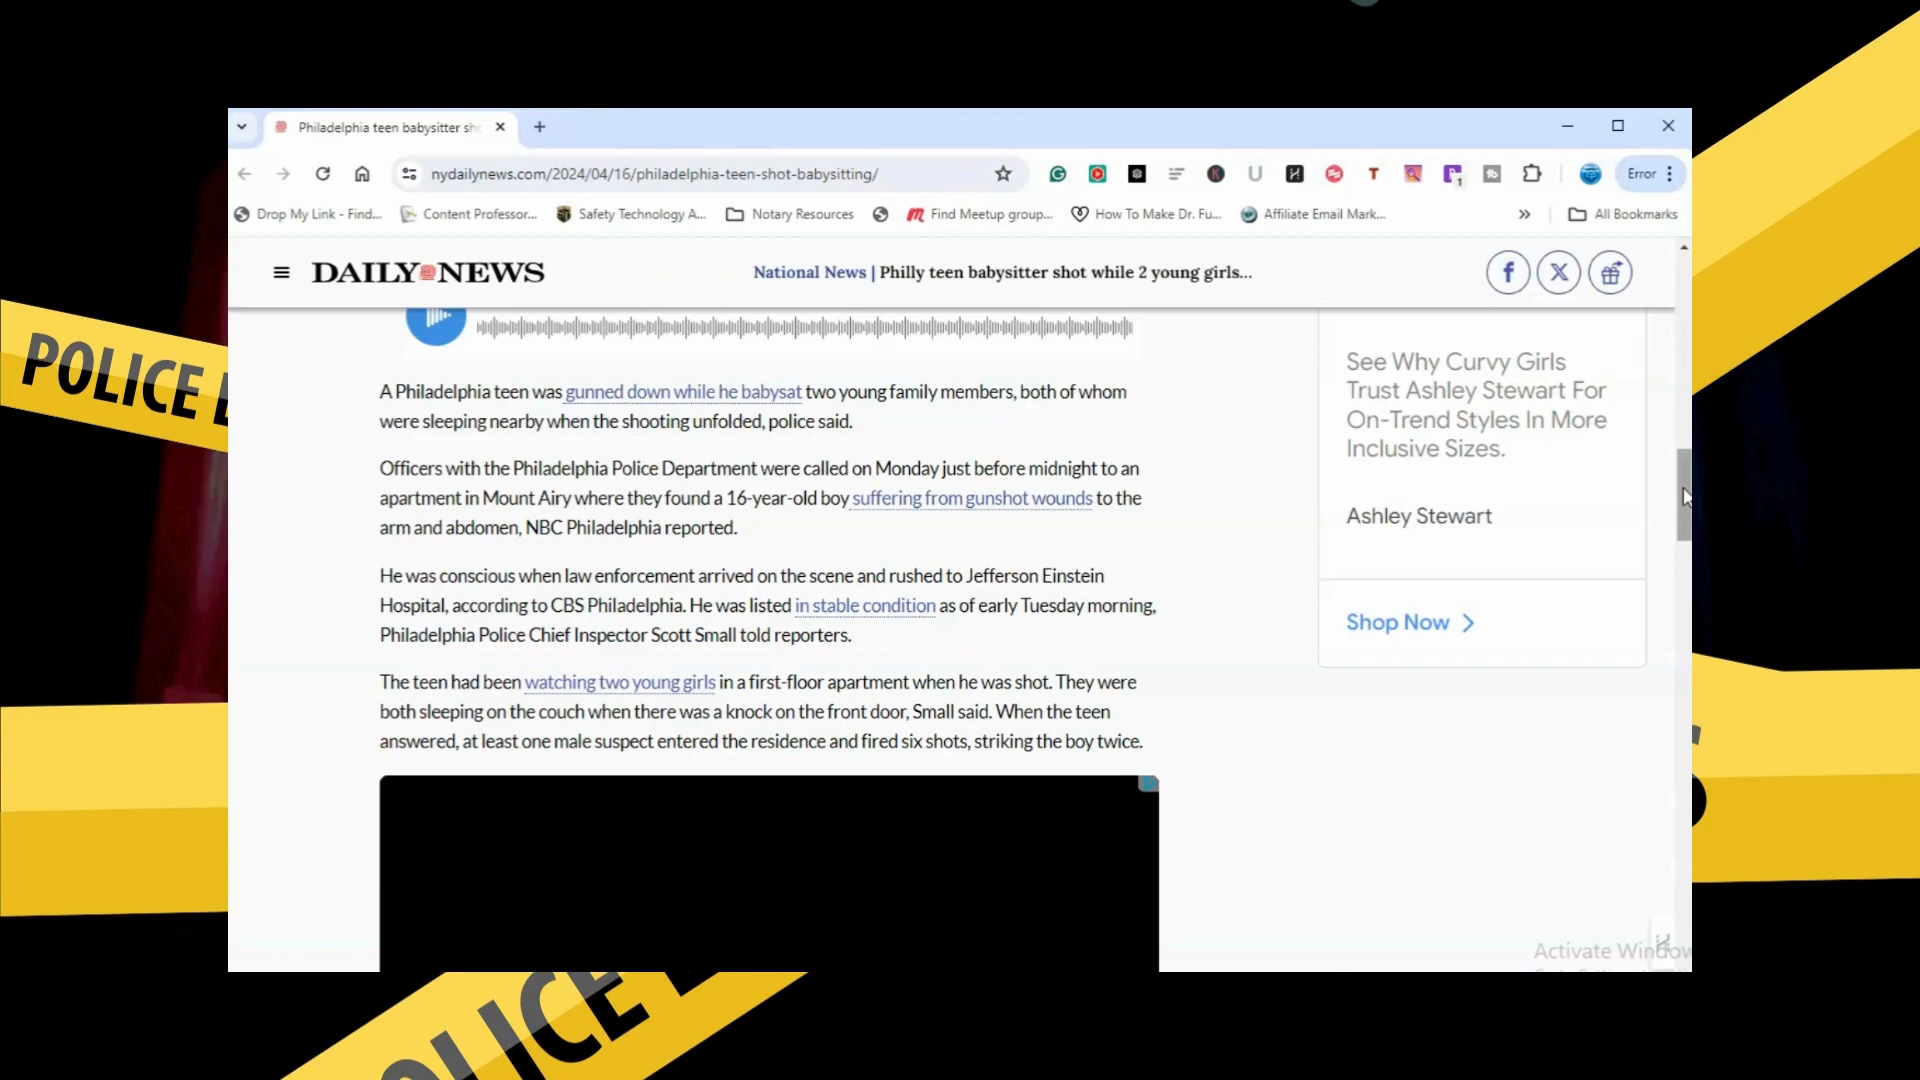 Philadelphia teen babysitter sh
nydailynews.com/2024/04/16/philadelphia-teen-shot-babysitting/
Error
Drop My Link - Find...
Content Professor...
Safety Technology A...
Notary Resources
Find Meetup group...
How To Make Dr. Fu...
Affiliate Email Mark...
All Bookmarks
DAILY NEWS
National News | Philly teen babysitter shot while 2 young girls...
POLICE
A Philadelphia teen was gunned down while he babysat two young family members, both of whom
were sleeping nearby when the shooting unfolded, police said.
Officers with the Philadelphia Police Department were called on Monday just before midnight to an
apartment in Mount Airy where they found a 16-year-old boy suffering from gunshot wounds to the
arm and abdomen, NBC Philadelphia reported.
He was conscious when law enforcement arrived on the scene and rushed to Jefferson Einstein
Hospital, according to CBS Philadelphia. He was listed in stable condition as of early Tuesday morning,
Philadelphia Police Chief Inspector Scott Small told reporters.
The teen had been watching two young girls in a first-floor apartment when he was shot. They were
both sleeping on the couch when there was a knock on the front door, Small said. When the teen
answered, at least one male suspect entered the residence and fired six shots, striking the boy twice.
See Why Curvy Girls
Trust Ashley Stewart For
On-Trend Styles In More
Inclusive Sizes.
Ashley Stewart
Shop Now
Activate Window
POLICE